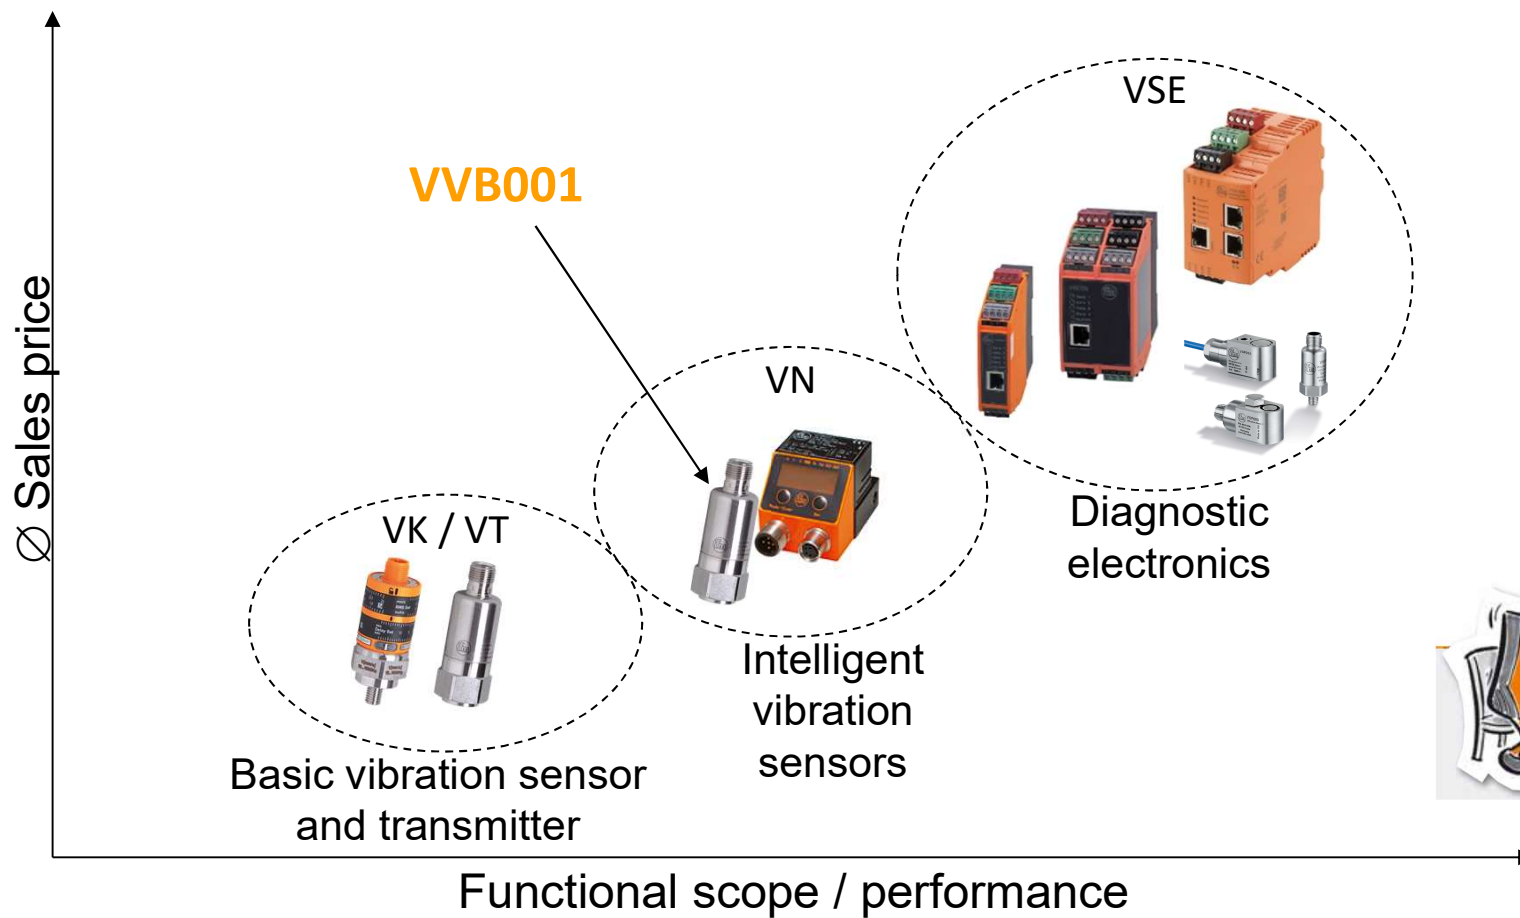 VSE
VVB001
VN
VK / VT
Ø Sales price
Diagnostic
electronics
Intelligent
vibration
sensors
Basic vibration sensor
and transmitter
Functional scope / performance